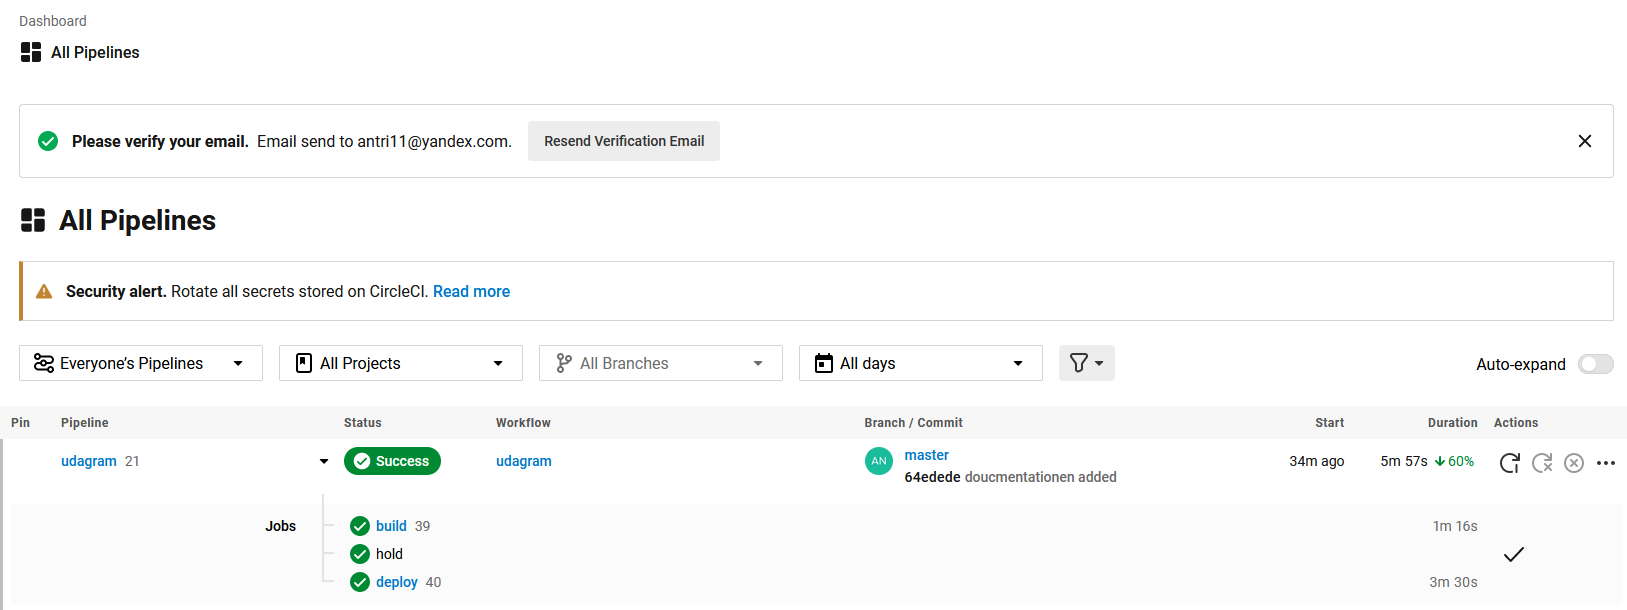 Dashboard
All Pipelines
Please verify your email. Email send to antri11@yandex.com. Resend Verification Email
All Pipelines
Security alert. Rotate all secrets stored on CircleCI. Read more
Everyone's Pipelines All Projects All Branches All days Auto-expand
Pin Pipeline Status Workflow Branch / Commit Start Duration Actions
udagram 21 Success udagram AN master 34m ago 5m 57s 60%
64edede doucmentationen added
Jobs build 39 1m 16s
hold
deploy 40 3m 30s